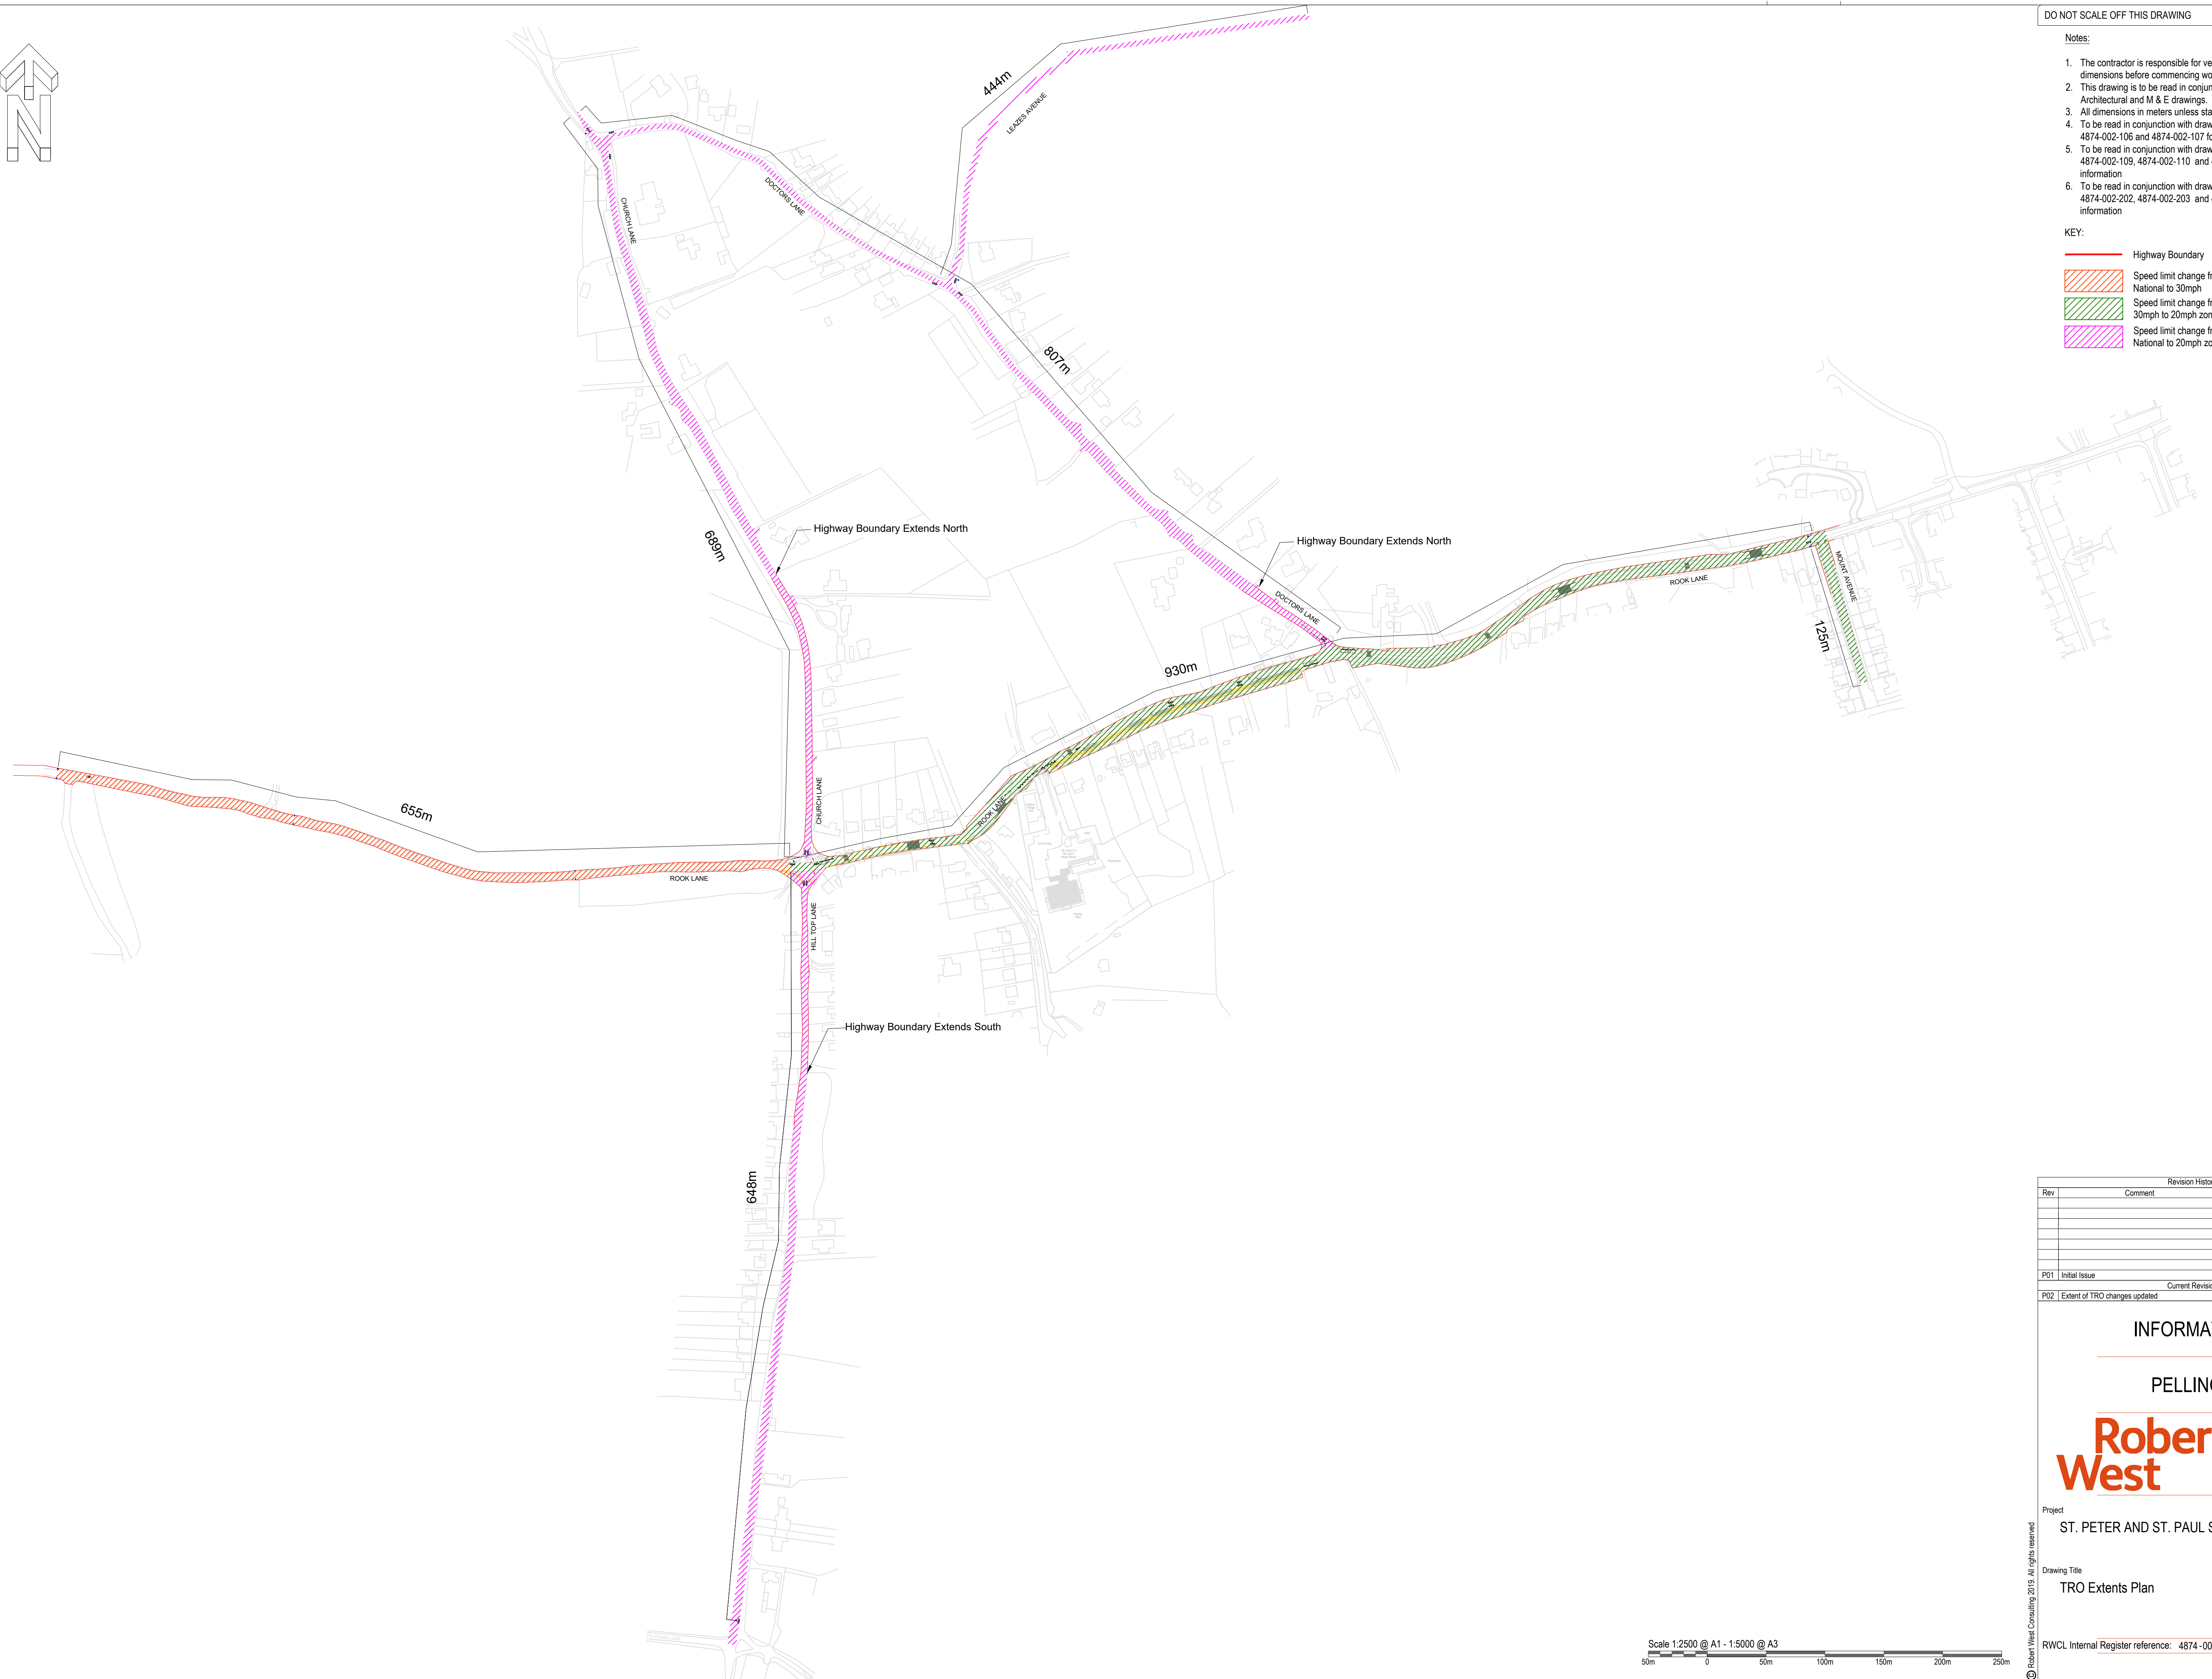 DO NOT SCALE OFF THIS DRAWING
Notes:
1. The contractor is responsible for ve
dimensions before commencing wo
2. This drawing is to be read in conjun
Architectural and M & E drawings.
3. All dimensions in meters unless sta
4. To be read in conjunction with draw
4874-002-106 and 4874-002-107 fo
5. To be read in conjunction with draw
4874-002-109, 4874-002-110 and
information
6. To be read in conjunction with draw
4874-002-202, 4874-002-203 and
information
KEY:
Highway Boundary
Speed limit change f
National to 30mph
Speed limit change f
30mph to 20mph zon
Speed limit change f
National to 20mph zo
N
444m
LEAZES AVENUE
DOCTORS LANE
CHURCH LANE
807m
689m
Highway Boundary Extends North
Highway Boundary Extends North
DOCTORS LANE
ROOK LANE
MOUNT AVENUE
125m
930m
ROOK LANE
CHURCH LANE
655m
ROOK LANE
HILL TOP LANE
Highway Boundary Extends South
648m
Revision Histo
Rev Comment
P01 Initial Issue
Current Revisi
P02 Extent of TRO changes updated
INFORMA
PELLIN
Rober
West
Project
ST. PETER AND ST. PAUL S
Drawing Title
TRO Extents Plan
RWCL Internal Register reference: 4874-00
© Robert West Consulting 2019. All rights reserved
Scale 1:2500 @ A1 - 1:5000 @ A3
50m 0 50m 100m 150m 200m 250m